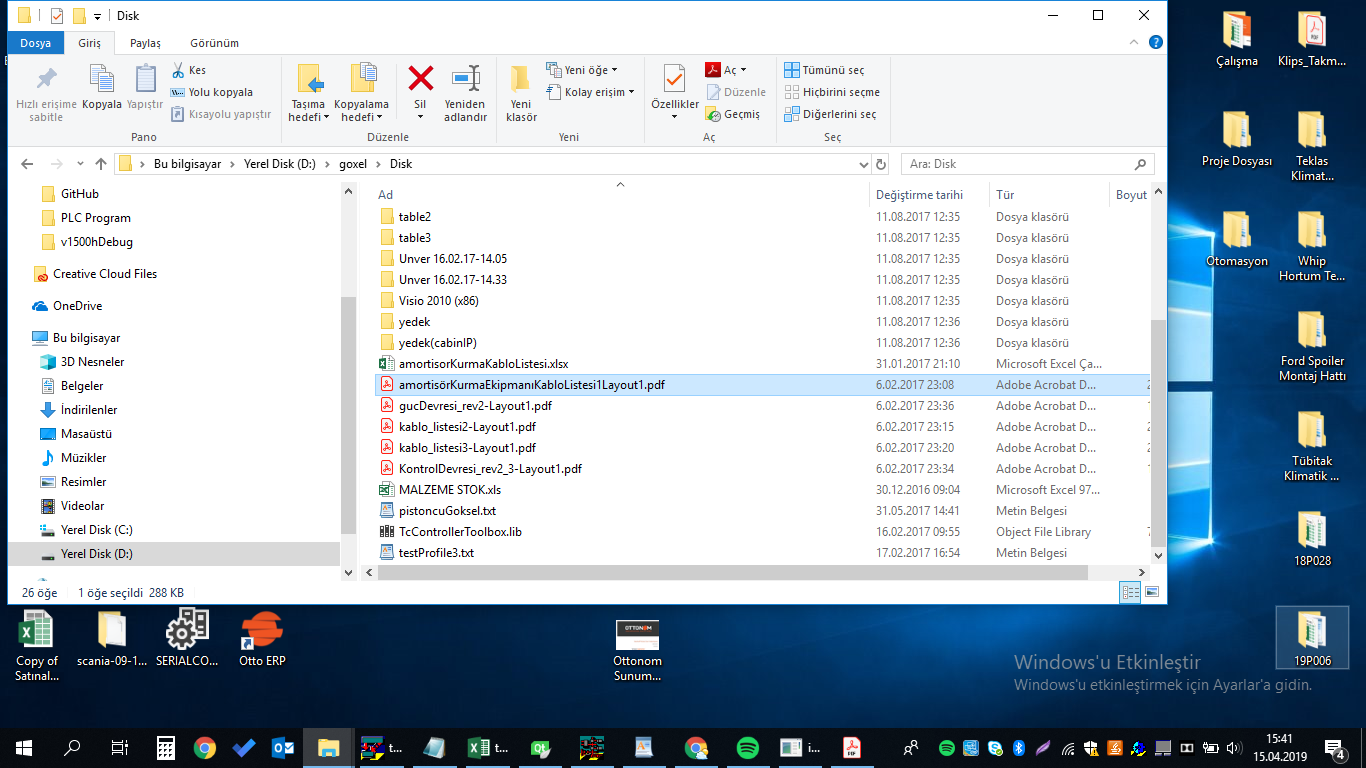 Disk
Dosya
Giriş
Paylaş
Görünüm
Hızlı erişime
sabitle
Kopyala
Yapıştır
Kes
Yolu kopyala
Kısayolu yapıştır
Pano
Taşıma
hedefi
Kopyalama
hedefi
Sil
Yeniden
adlandır
Düzenle
Yeni
klasör
Yeni öğe
Kolay erişim
Yeni
Özellikler
Aç
Düzenle
Geçmiş
Aç
Tümünü seç
Hiçbirini seçme
Diğerlerini seç
Seç
Bu bilgisayar > Yerel Disk (D:) > goxel > Disk
Ara: Disk
GitHub
PLC Program
v1500hDebug
Creative Cloud Files
OneDrive
Bu bilgisayar
3D Nesneler
Belgeler
İndirilenler
Masaüstü
Müzikler
Resimler
Videolar
Yerel Disk (C:)
Yerel Disk (D:)
Ad Değiştirme tarihi Tür Boyut
table2 11.08.2017 12:35 Dosya klasörü
table3 11.08.2017 12:35 Dosya klasörü
Unver 16.02.17-14.05 11.08.2017 12:35 Dosya klasörü
Unver 16.02.17-14.33 11.08.2017 12:35 Dosya klasörü
Visio 2010 (x86) 11.08.2017 12:35 Dosya klasörü
yedek 11.08.2017 12:36 Dosya klasörü
yedek(cabinIP) 11.08.2017 12:36 Dosya klasörü
amortisorKurmaKabloListesi.xlsx 31.01.2017 21:10 Microsoft Excel Ça...
amortisörKurmaEkipmanıKabloListesi1Layout1.pdf 6.02.2017 23:08 Adobe Acrobat D...
gucDevresi_rev2-Layout1.pdf 6.02.2017 23:36 Adobe Acrobat D...
kablo_listesi2-Layout1.pdf 6.02.2017 23:15 Adobe Acrobat D...
kablo_listesi3-Layout1.pdf 6.02.2017 23:20 Adobe Acrobat D...
KontrolDevresi_rev2_3-Layout1.pdf 6.02.2017 23:34 Adobe Acrobat D...
MALZEME STOK.xls 30.12.2016 09:04 Microsoft Excel 97...
pistoncuGoksel.txt 31.05.2017 14:41 Metin Belgesi
TcControllerToolbox.lib 16.02.2017 09:55 Object File Library
testProfile3.txt 17.02.2017 16:54 Metin Belgesi
26 öğe 1 öğe seçildi 288 KB
Çalışma
Klips_Takm...
Proje Dosyası
Teklas
Klimat...
Otomasyon
Whip
Hortum Te...
Ford Spoiler
Montaj Hattı
Tübitak
Klimatik ...
18P028
19P006
Copy of
Satınal...
scania-09-1...
SERIALCO...
Otto ERP
OTTONOM
Ottonom
Sunum...
Windows'u Etkinleştir
Windows'u etkinleştirmek için Ayarlar'a gidin.
t...
t...
i...
15:41
15.04.2019
4